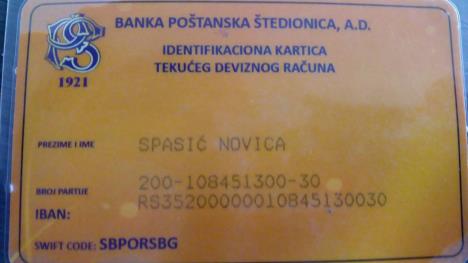 BANKA POŠTANSKA ŠTEDIONICA, A.D.
IDENTIFIKACIONA KARTICA
TEKUĆEG DEVIZNOG RAČUNA
1921
PREZIME I IME SPASIĆ NOVICA
BROJ PARTIJE 200-108451300-30
IBAN: RS35200000010845130030
SWIFT CODE: SBPORSBG